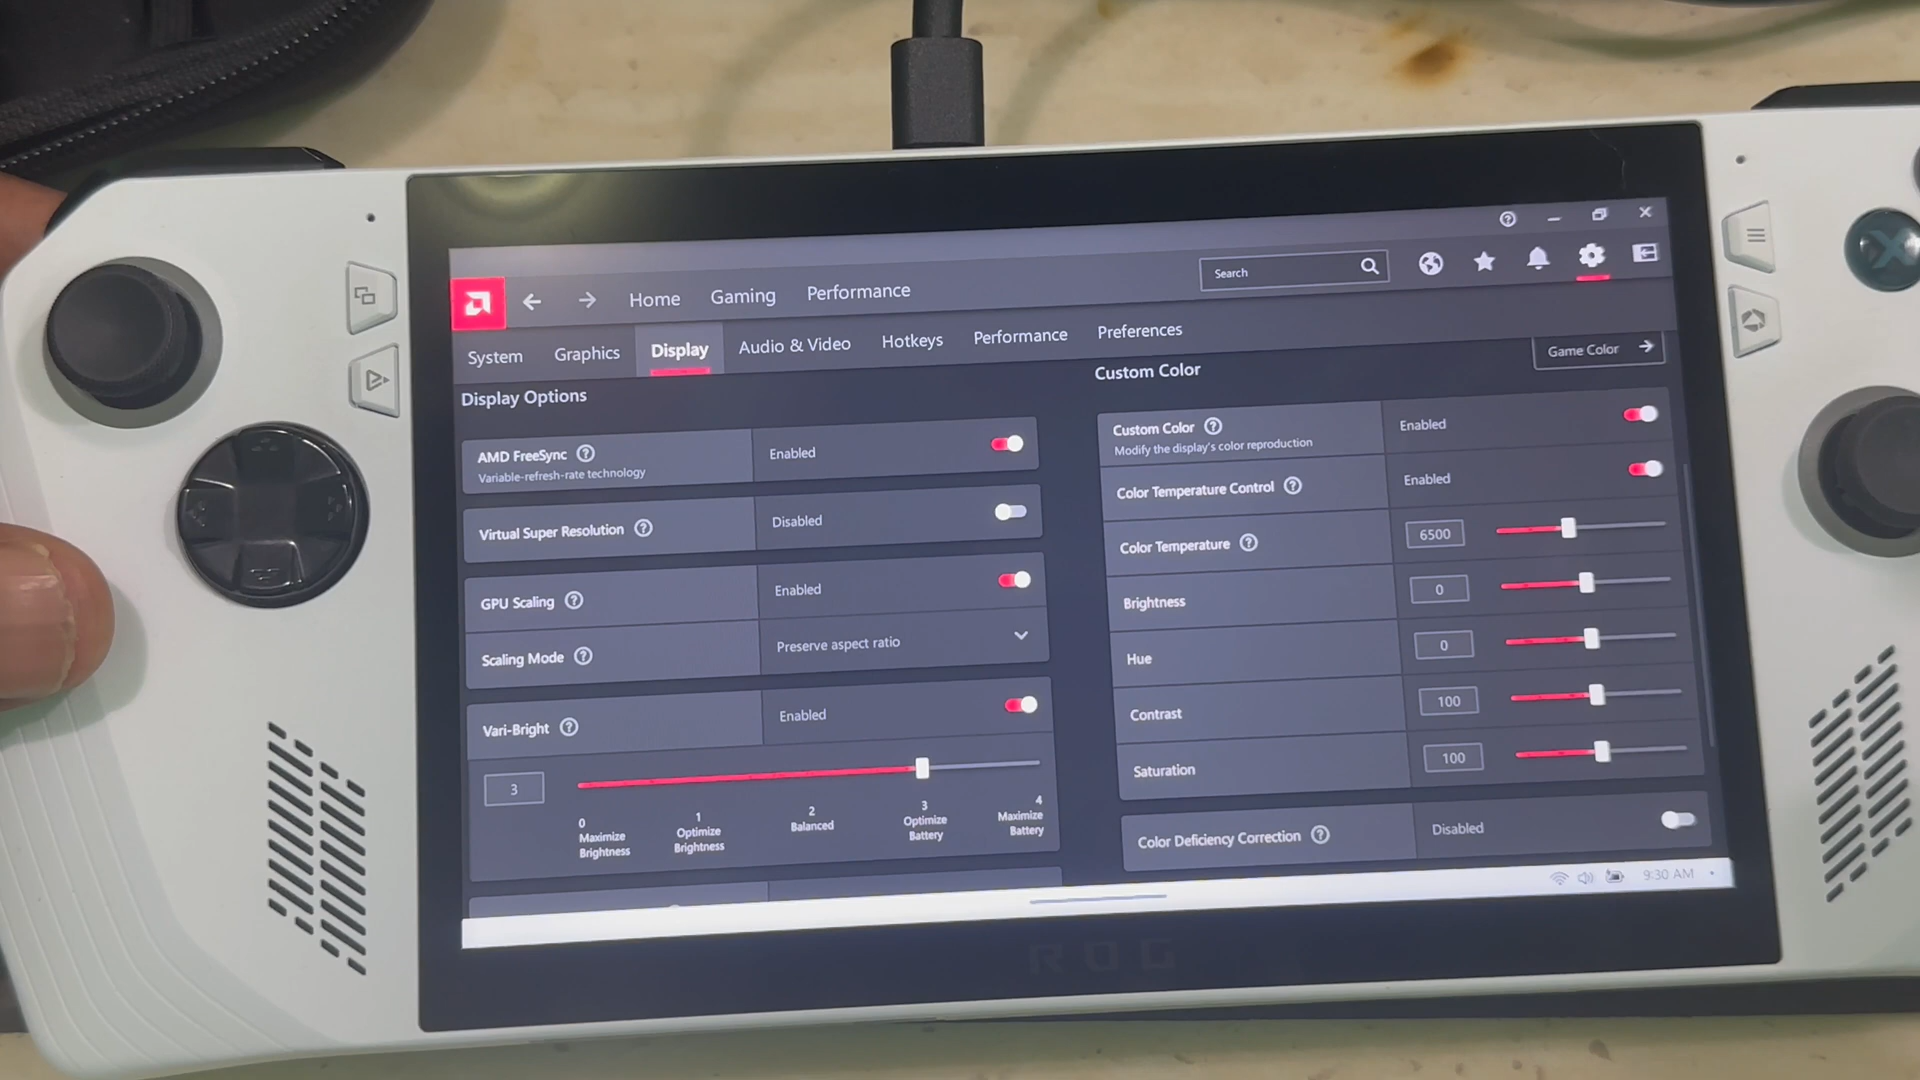 Search
Home Gaming Performance
System Graphics Display Audio & Video Hotkeys Performance Preferences
Display Options
AMD FreeSync
Variable-refresh-rate technology
Enabled
Virtual Super Resolution
Disabled
GPU Scaling
Enabled
Scaling Mode
Preserve aspect ratio
Vari-Bright
Enabled
3
0
Maximize
Brightness
1
Optimize
Brightness
2
Balanced
3
Optimize
Battery
4
Maximize
Battery
Custom Color
Game Color
Custom Color
Modify the display's color reproduction
Enabled
Color Temperature Control
Enabled
Color Temperature
6500
Brightness
0
Hue
0
Contrast
100
Saturation
100
Color Deficiency Correction
Disabled
9:30 AM
ROG
X